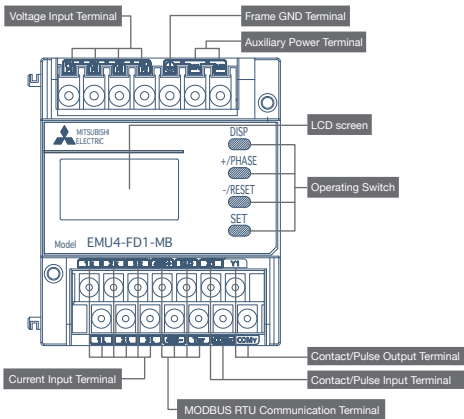 Voltage Input Terminal
Frame GND Terminal
Auxiliary Power Terminal
MITSUBISHI
ELECTRIC
DISP
LCD screen
+/PHASE
-/RESET
Operating Switch
SET
Model EMU4-FD1-MB
Y1
COMY
Contact/Pulse Output Terminal
Current Input Terminal
Contact/Pulse Input Terminal
MODBUS RTU Communication Terminal